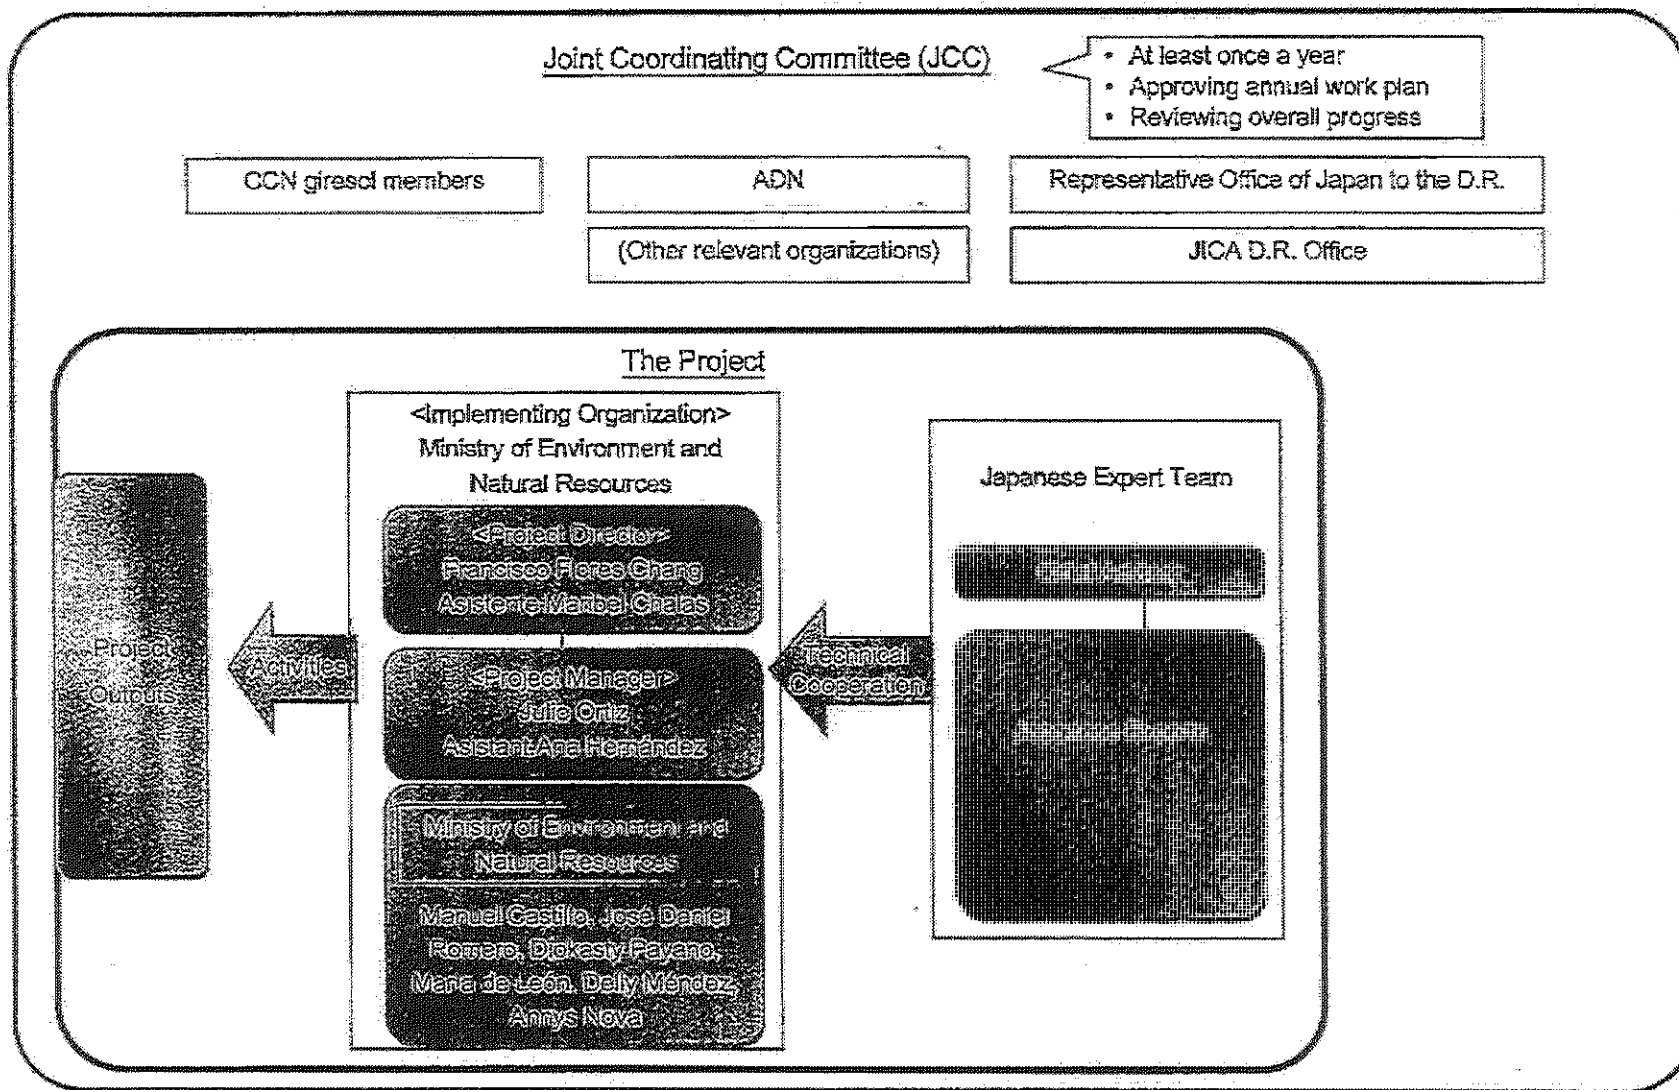 Joint Coordinating Committee (JCC)
• At least once a year
• Approving annual work plan
• Reviewing overall progress
CCN giresol members
ADN
Representative Office of Japan to the D.R.
(Other relevant organizations)
JICA D.R. Office
The Project
<Implementing Organization>
Ministry of Environment and
Natural Resources
<Project Director>
Francisco Flores Chang
Asistente Maribel Chalas
<Project Manager>
Julio Ortiz
Asistant Ana Hernández
Ministry of Environment and
Natural Resources
Manuel Castillo, José Daniel
Romero, Diokasty Payano,
Maria de León, Delly Méndez,
Annys Nova
Japanese Expert Team
Technical
Cooperation
Activities
Project
Outputs